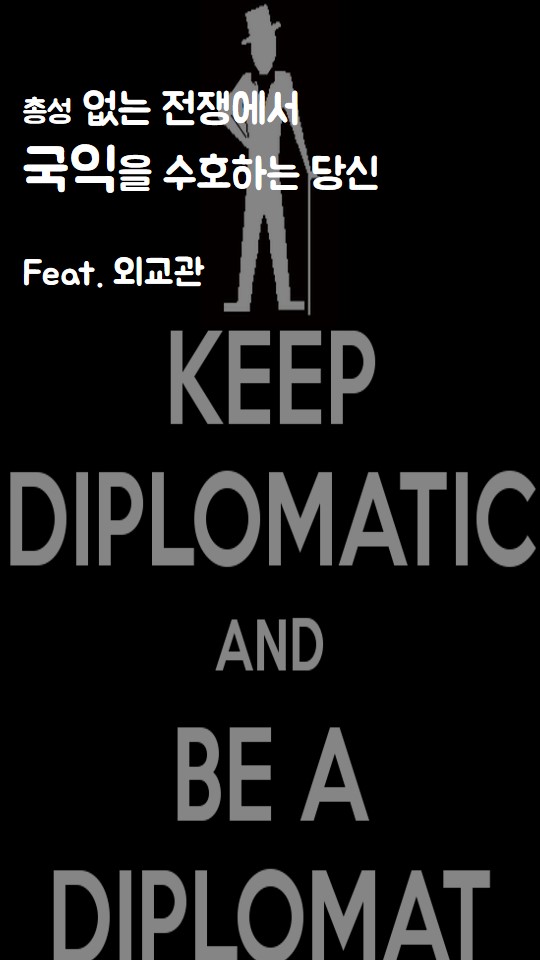 총성 없는 전쟁에서
국익을 수호하는 당신
Feat. 외교관
KEEP
DIPLOMATIC
AND
BE A
DIPLOMAT